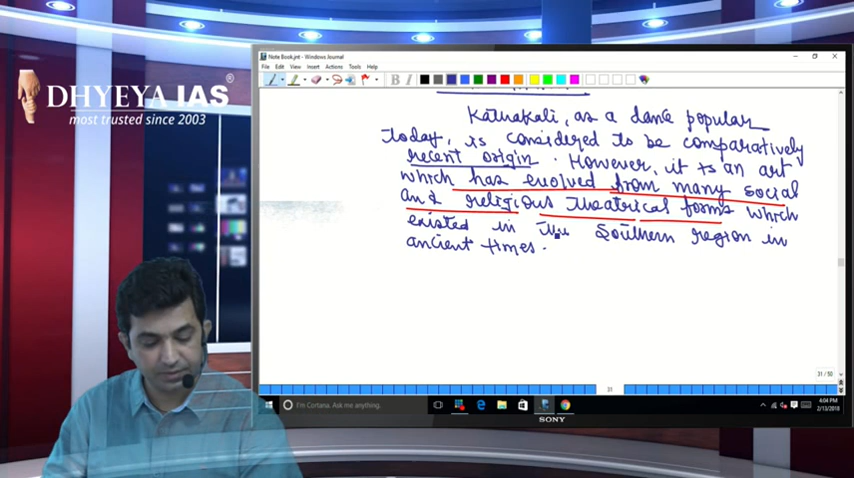 DHYEYA IAS®
most trusted since 2003
Note Book.jnt - Windows Journal
File Edit View Insert Actions Tools Help
B I
Kathakali, as a dance popular
today, is considered to be comparatively
recent origin. However, it is an art
which has evolved from many social
and religious theatrical forms which
existed in the Southern region in
ancient times.
31 / 50
31
I'm Cortana. Ask me anything.
4:04 PM
2/13/2018
SONY